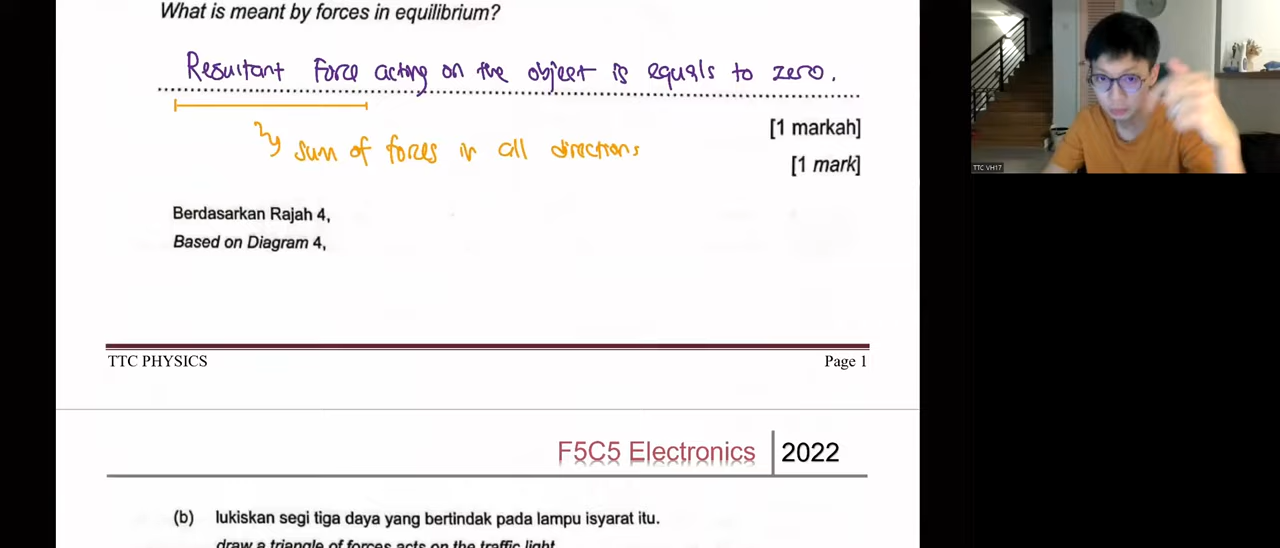 What is meant by forces in equilibrium?
Resultant Force acting on the object is equals to zero.
[1 markah]
sum of forces in all directions
[1 mark]
Berdasarkan Rajah 4,
Based on Diagram 4,
TTC PHYSICS
Page 1
F5C5 Electronics
2022
(b) lukiskan segi tiga daya yang bertindak pada lampu isyarat itu.
draw a triangle of forces acts on the traffic light.
TTC VH17